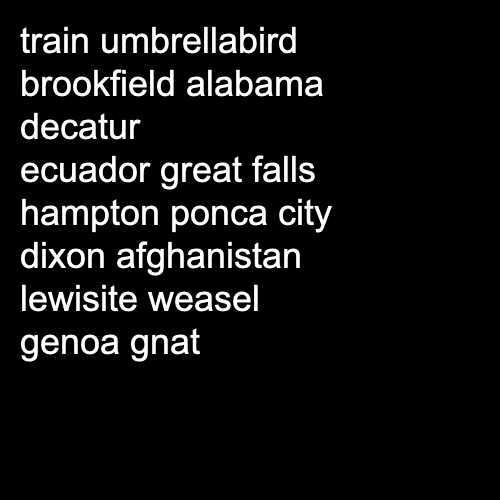 train umbrellabird
brookfield alabama
decatur
ecuador great falls
hampton ponca city
dixon afghanistan
lewisite weasel
genoa gnat